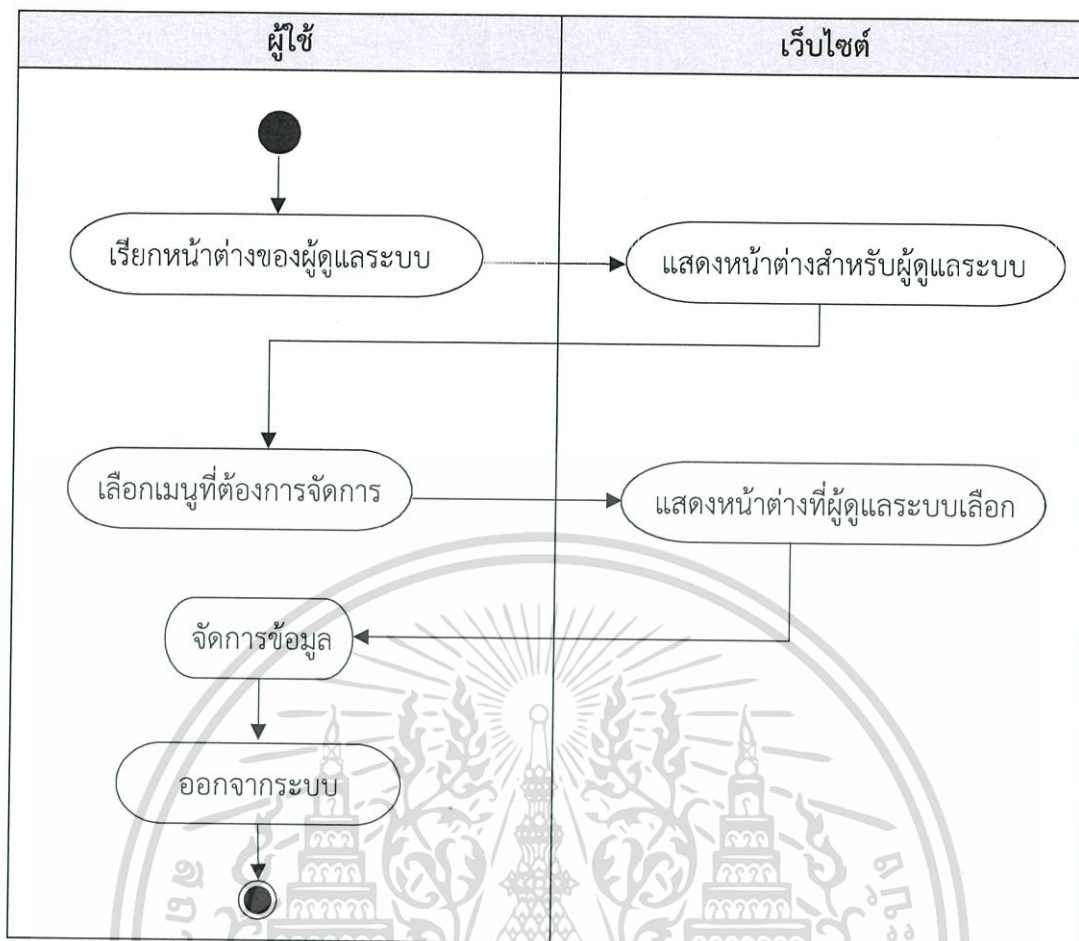 ผู้ใช้
เว็บไซต์
เรียกหน้าต่างของผู้ดูแลระบบ
แสดงหน้าต่างสำหรับผู้ดูแลระบบ
เลือกเมนูที่ต้องการจัดการ
แสดงหน้าต่างที่ผู้ดูแลระบบเลือก
จัดการข้อมูล
ออกจากระบบ